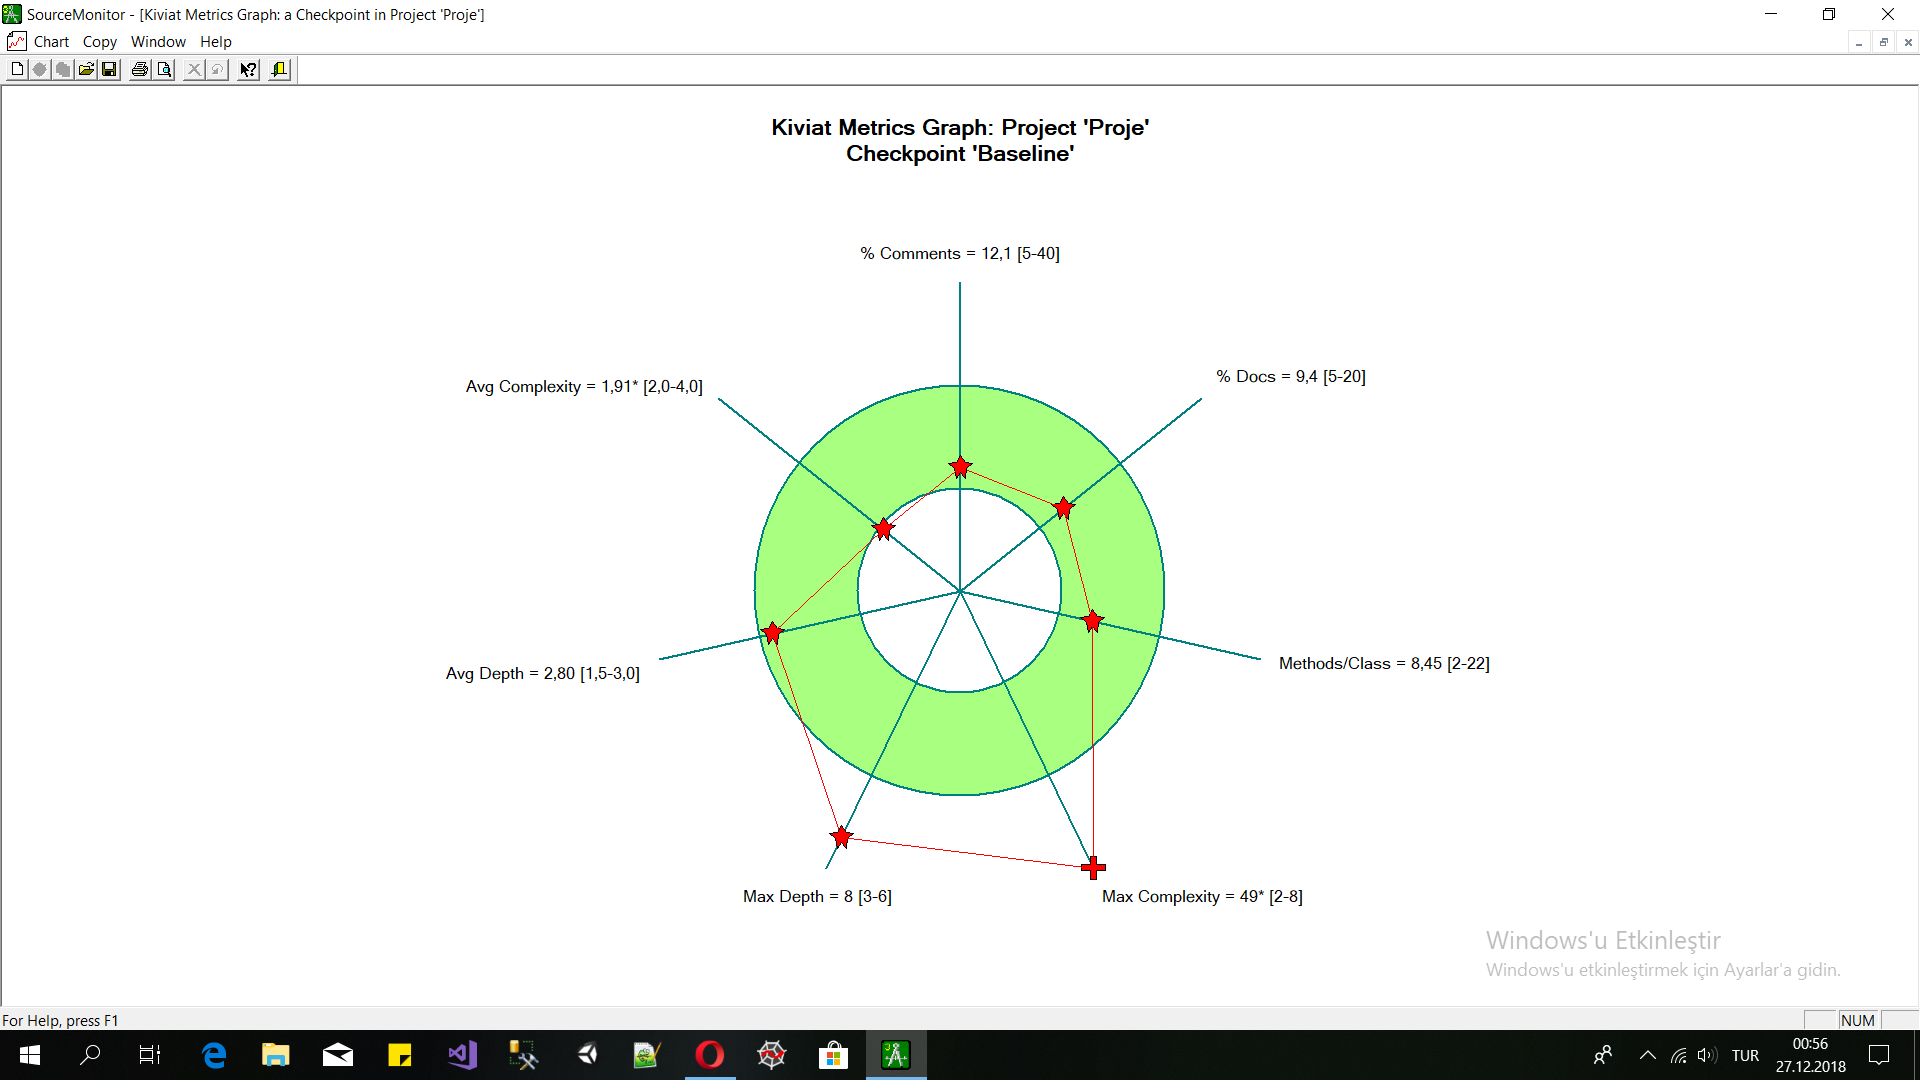 SourceMonitor - [Kiviat Metrics Graph: a Checkpoint in Project 'Proje']
Chart Copy Window Help
Kiviat Metrics Graph: Project 'Proje'
Checkpoint 'Baseline'
% Comments = 12,1 [5-40]
% Docs = 9,4 [5-20]
Avg Complexity = 1,91* [2,0-4,0]
Methods/Class = 8,45 [2-22]
Avg Depth = 2,80 [1,5-3,0]
Max Depth = 8 [3-6]
Max Complexity = 49* [2-8]
Windows'u Etkinleştir
Windows'u etkinleştirmek için Ayarlar'a gidin.
For Help, press F1
NUM
TUR
00:56
27.12.2018